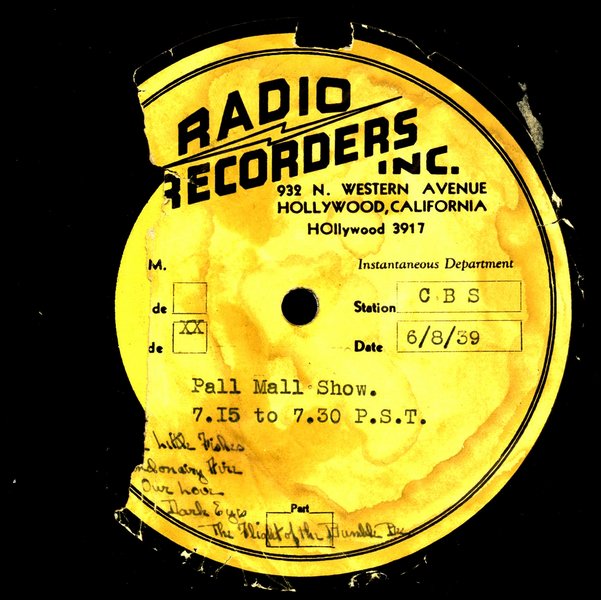 RADIO
RECORDERS
INC.
932 N. WESTERN AVENUE
HOLLYWOOD, CALIFORNIA
HOllywood 3917
M.
Instantaneous Department
de
Station C B S
XX
de
Date 6/8/39
Pall Mall Show.
7.15 to 7.30 P.S.T.
Little Fishes
Our Love
Dark Eyes
Part
The Flight of the Bumble Bee